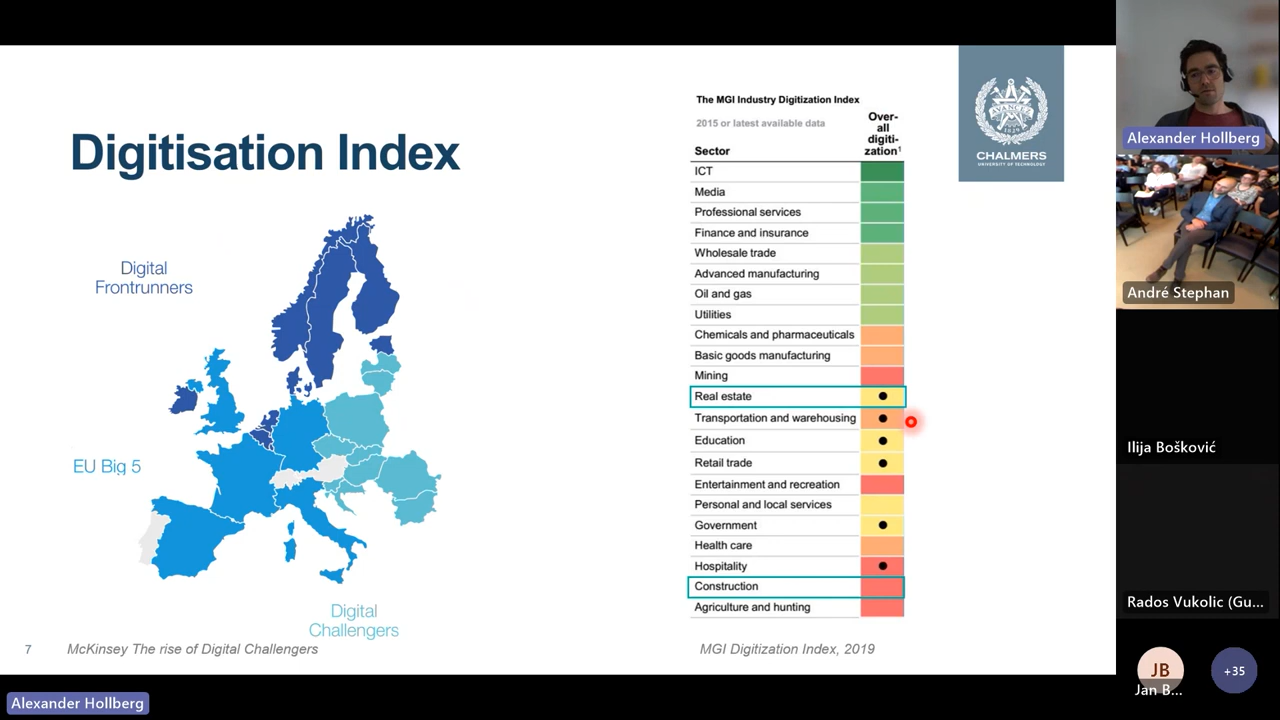 Digitisation Index
Digital
Frontrunners
EU Big 5
Digital
Challengers
7
McKinsey The rise of Digital Challengers
The MGI Industry Digitization Index
2015 or latest available data
Sector
Over-
all
digiti-
zation¹
ICT
Media
Professional services
Finance and insurance
Wholesale trade
Advanced manufacturing
Oil and gas
Utilities
Chemicals and pharmaceuticals
Basic goods manufacturing
Mining
Real estate
Transportation and warehousing
Education
Retail trade
Entertainment and recreation
Personal and local services
Government
Health care
Hospitality
Construction
Agriculture and hunting
MGI Digitization Index, 2019
AVANCEZ
1829
CHALMERS
UNIVERSITY OF TECHNOLOGY
Alexander Hollberg
André Stephan
Ilija Bošković
Rados Vukolic (Gu...
JB
Jan B...
+35
Alexander Hollberg